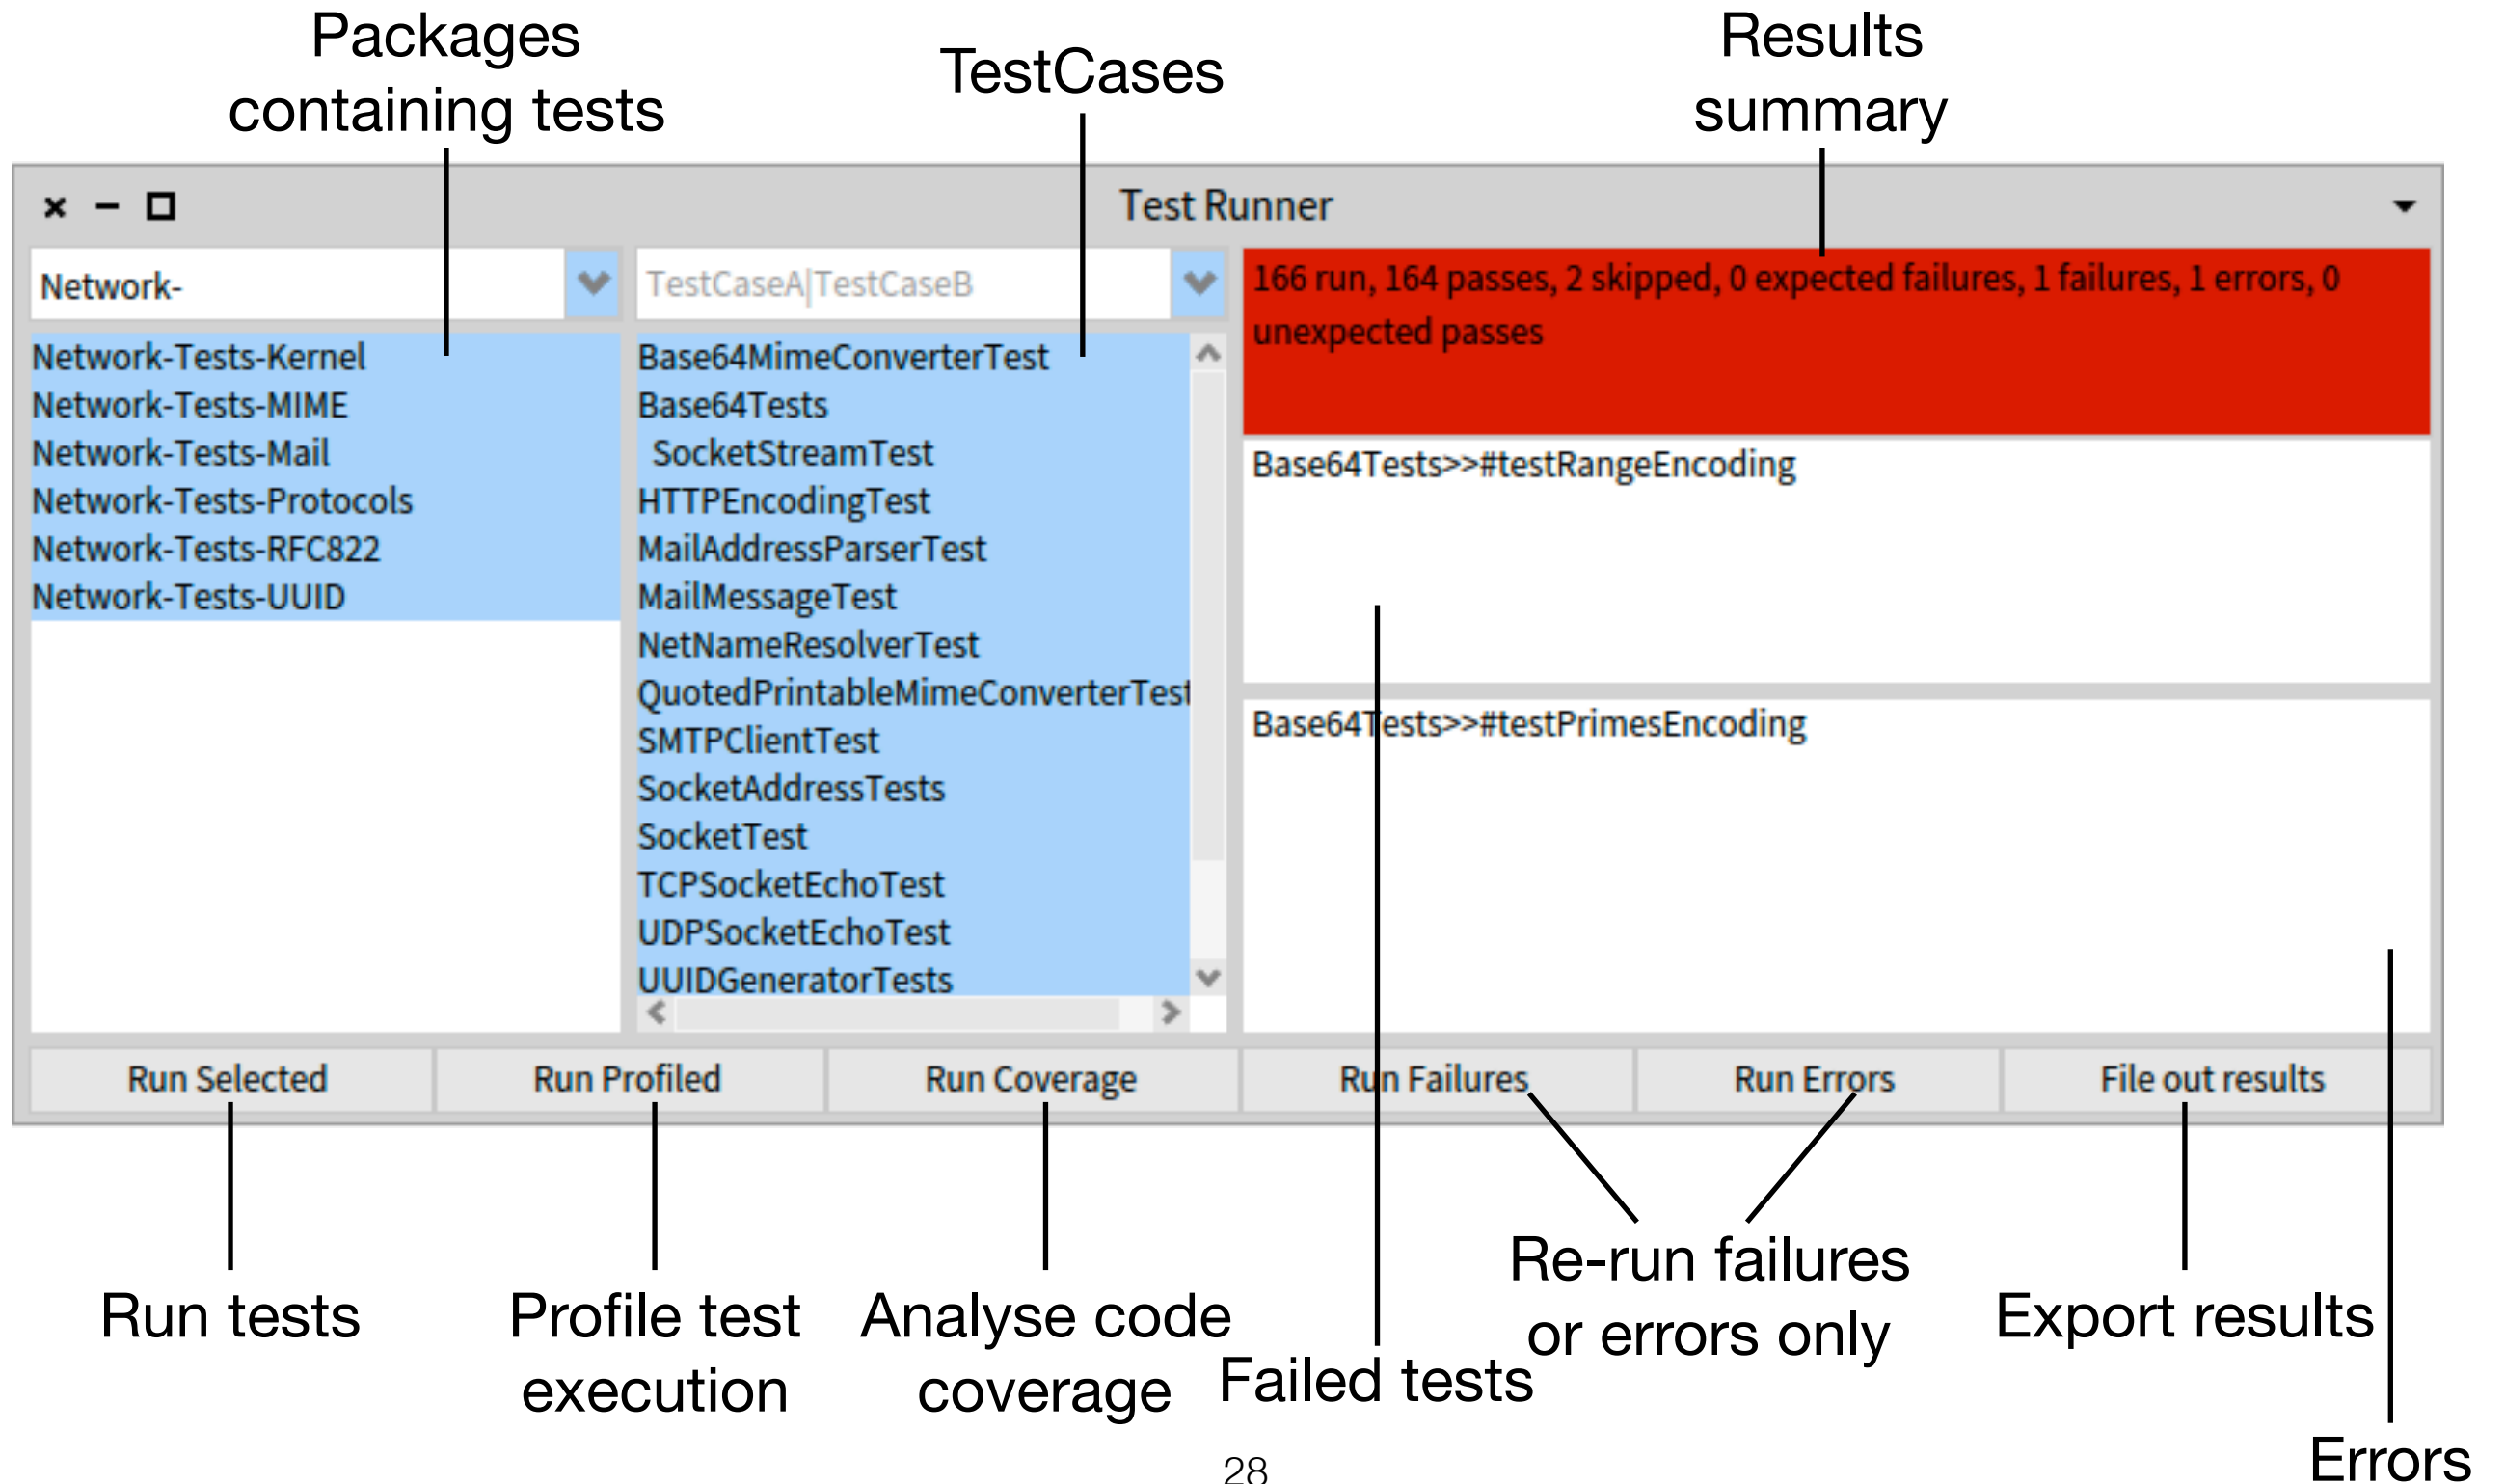 Packages
containing tests
TestCases
Results
summary
Test Runner
Network-
TestCaseA|TestCaseB
166 run, 164 passes, 2 skipped, 0 expected failures, 1 failures, 1 errors, 0
unexpected passes
Network-Tests-Kernel
Network-Tests-MIME
Network-Tests-Mail
Network-Tests-Protocols
Network-Tests-RFC822
Network-Tests-UUID
Base64MimeConverterTest
Base64Tests
SocketStreamTest
HTTPEncodingTest
MailAddressParserTest
MailMessageTest
NetNameResolverTest
QuotedPrintableMimeConverterTest
SMTPClientTest
SocketAddressTests
SocketTest
TCPSocketEchoTest
UDPSocketEchoTest
UUIDGeneratorTests
Base64Tests>>#testRangeEncoding
Base64Tests>>#testPrimesEncoding
Run Selected
Run Profiled
Run Coverage
Run Failures
Run Errors
File out results
Run tests
Profile test
execution
Analyse code
coverage
Failed tests
Re-run failures
or errors only
Export results
Errors
28